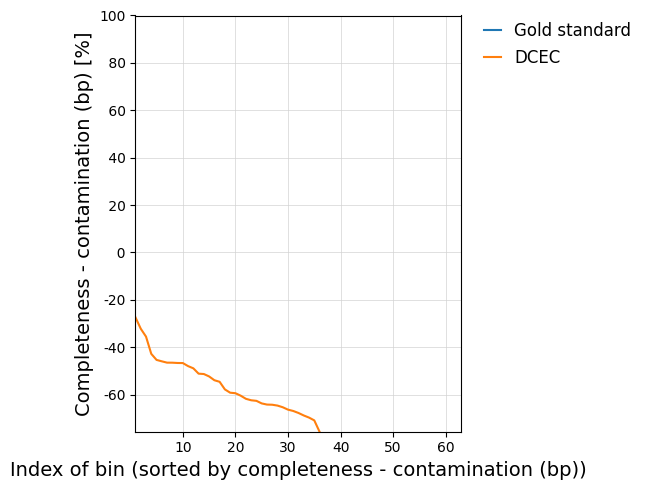 100
80
60
40
20
0
-20
-40
-60
10 20 30 40 50 60
Completeness - contamination (bp) [%]
Index of bin (sorted by completeness - contamination (bp))
Gold standard
DCEC